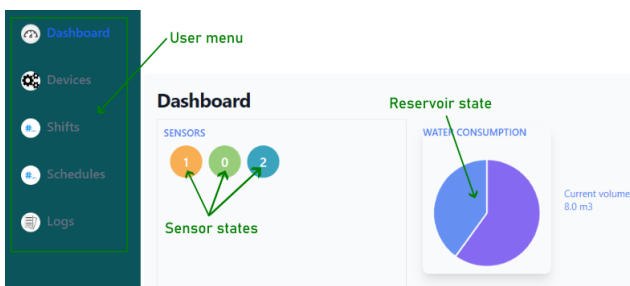 Dashboard
User menu
Devices
Shifts
Schedules
Logs
Dashboard
Reservoir state
SENSORS
1 0 2
Sensor states
WATER CONSUMPTION
Current volume
8.0 m3